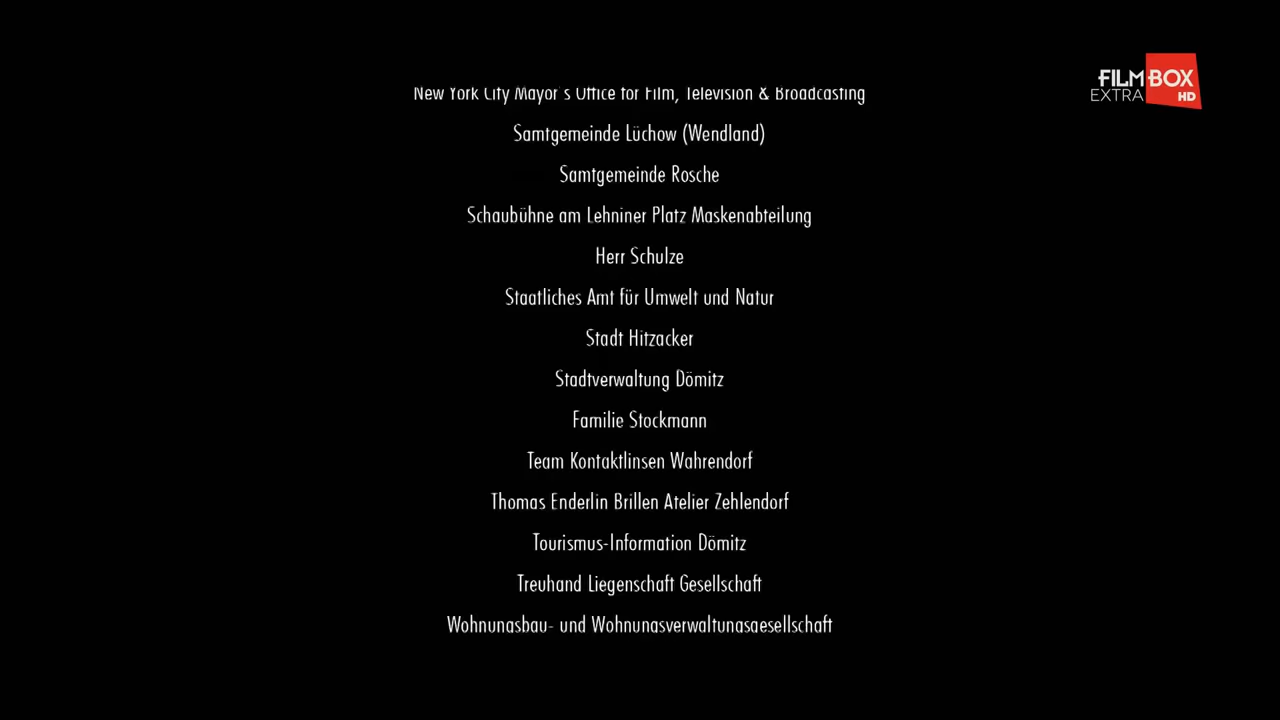 FILMBOX
EXTRA HD
New York City Mayor's Office for Film, Television & Broadcasting
Samtgemeinde Lüchow (Wendland)
Samtgemeinde Rosche
Schaubühne am Lehniner Platz Maskenabteilung
Herr Schulze
Staatliches Amt für Umwelt und Natur
Stadt Hitzacker
Stadtverwaltung Dömitz
Familie Stockmann
Team Kontaktlinsen Wahrendorf
Thomas Enderlin Brillen Atelier Zehlendorf
Tourismus-Information Dömitz
Treuhand Liegenschaft Gesellschaft
Wohnungsbau- und Wohnungsverwaltungsgesellschaft